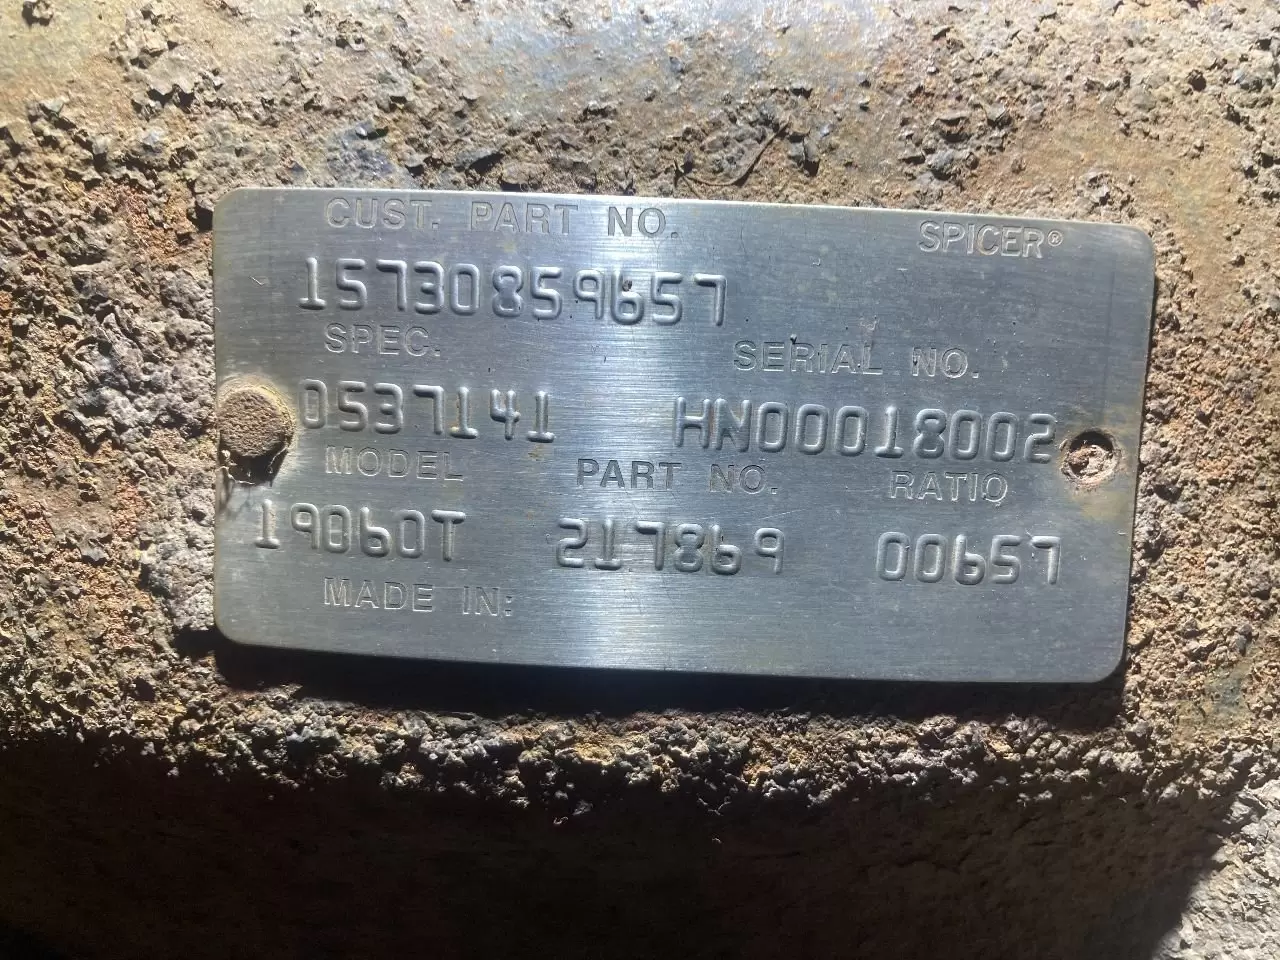 CUST. PART NO. SPICER®
15730859657
SPEC. SERIAL NO.
0537141 HN00018002
MODEL PART NO. RATIO
19060T 217869 00657
MADE IN: